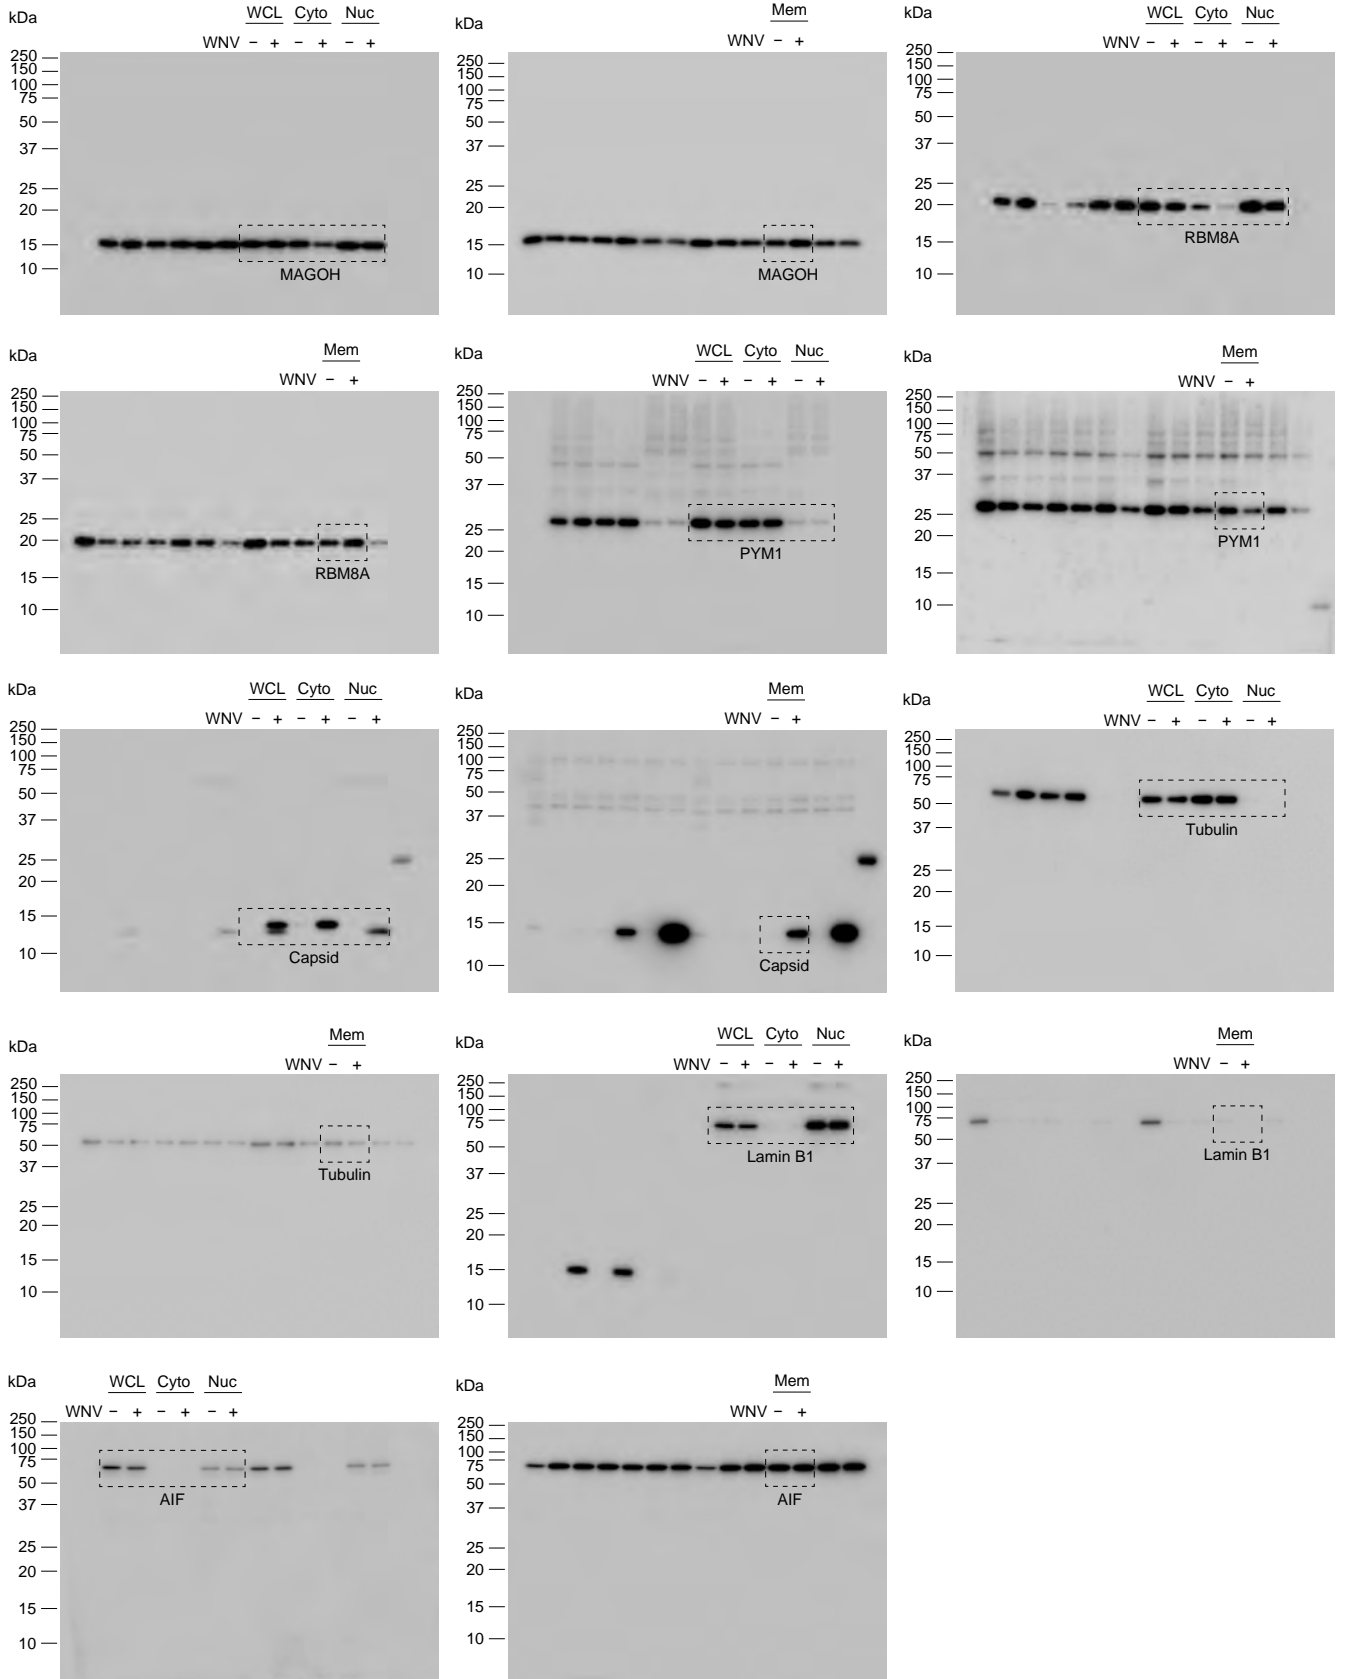 kDa
WCL Cyto Nuc
WNV – + – + – +
250
150
100
75
50
37
25
20
15
10
MAGOH
kDa
Mem
WNV – +
250
150
100
75
50
37
25
20
15
10
MAGOH
kDa
WCL Cyto Nuc
WNV – + – + – +
250
150
100
75
50
37
25
20
15
10
RBM8A
kDa
Mem
WNV – +
250
150
100
75
50
37
25
20
15
10
RBM8A
kDa
WCL Cyto Nuc
WNV – + – + – +
250
150
100
75
50
37
25
20
15
10
PYM1
kDa
Mem
WNV – +
250
150
100
75
50
37
25
20
15
10
PYM1
kDa
WCL Cyto Nuc
WNV – + – + – +
250
150
100
75
50
37
25
20
15
10
Capsid
kDa
Mem
WNV – +
250
150
100
75
50
37
25
20
15
10
Capsid
kDa
WCL Cyto Nuc
WNV – + – + – +
250
150
100
75
50
37
25
20
15
10
Tubulin
kDa
Mem
WNV – +
250
150
100
75
50
37
25
20
15
10
Tubulin
kDa
WCL Cyto Nuc
WNV – + – + – +
250
150
100
75
50
37
25
20
15
10
Lamin B1
kDa
Mem
WNV – +
250
150
100
75
50
37
25
20
15
10
Lamin B1
kDa
WCL Cyto Nuc
WNV – + – + – +
250
150
100
75
50
37
25
20
15
10
AIF
kDa
Mem
WNV – +
250
150
100
75
50
37
25
20
15
10
AIF